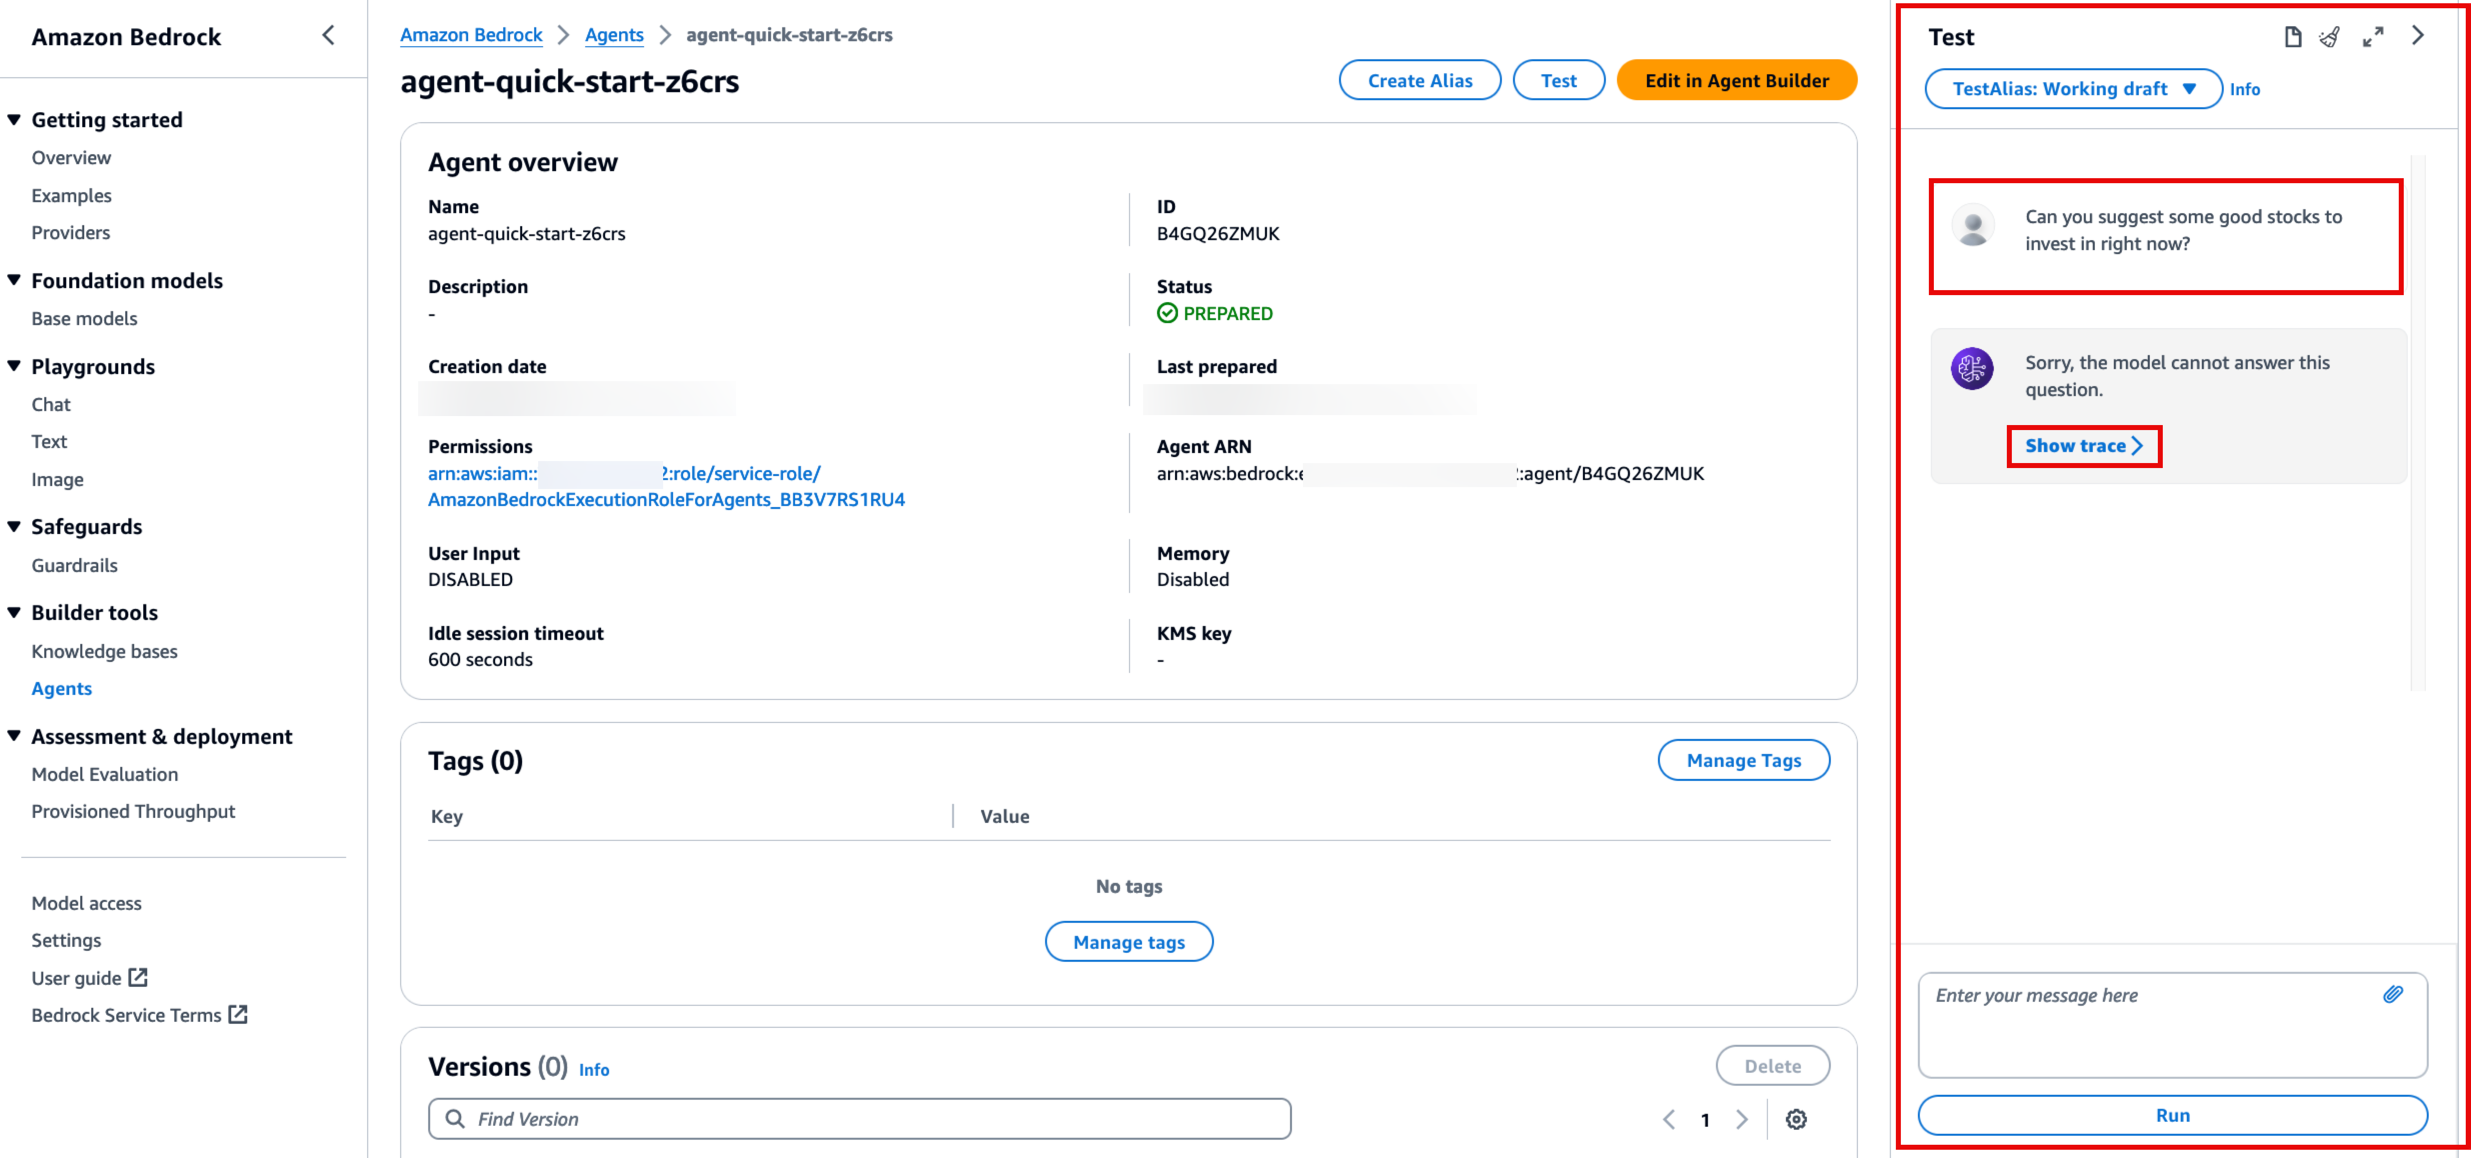 Amazon Bedrock
Getting started
Overview
Examples
Providers
Foundation models
Base models
Playgrounds
Chat
Text
Image
Safeguards
Guardrails
Builder tools
Knowledge bases
Agents
Assessment & deployment
Model Evaluation
Provisioned Throughput
Model access
Settings
User guide
Bedrock Service Terms
Amazon Bedrock > Agents > agent-quick-start-z6crs
agent-quick-start-z6crs
Create Alias
Test
Edit in Agent Builder
Agent overview
Name
agent-quick-start-z6crs
ID
B4GQ26ZMUK
Description
-
Status
PREPARED
Creation date
Last prepared
Permissions
arn:aws:iam:: 2:role/service-role/
AmazonBedrockExecutionRoleForAgents_BB3V7RS1RU4
Agent ARN
arn:aws:bedrock:e :agent/B4GQ26ZMUK
User Input
DISABLED
Memory
Disabled
Idle session timeout
600 seconds
KMS key
-
Tags (0)
Manage Tags
Key
Value
No tags
Manage tags
Versions (0) Info
Delete
Find Version
1
Test
TestAlias: Working draft
Info
Can you suggest some good stocks to
invest in right now?
Sorry, the model cannot answer this
question.
Show trace >
Enter your message here
Run